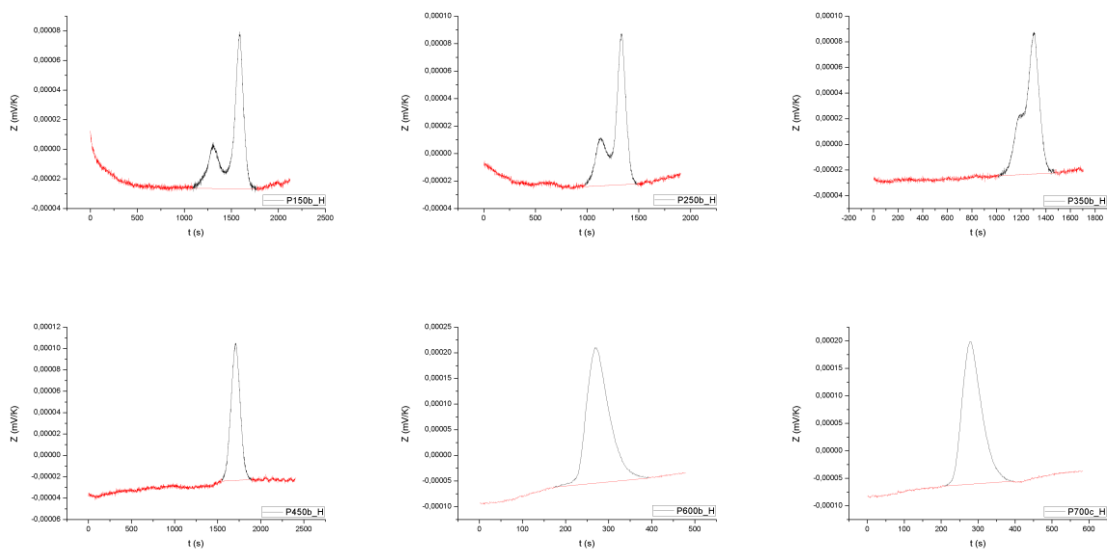 0,00008
0,00006
0,00004
0,00002
0,00000
-0,00002
-0,00004
Z (mV/K)
0 500 1000 1500 2000 2500
t (s)
P150b_H
0,00010
0,00008
0,00006
0,00004
0,00002
0,00000
-0,00002
-0,00004
Z (mV/K)
0 500 1000 1500 2000
t (s)
P250b_H
0,00010
0,00008
0,00006
0,00004
0,00002
0,00000
-0,00002
-0,00004
Z (mV/K)
-200 0 200 400 600 800 1000 1200 1400 1600 1800
t (s)
P350b_H
0,00012
0,00010
0,00008
0,00006
0,00004
0,00002
0,00000
-0,00002
-0,00004
-0,00006
Z (mV/K)
0 500 1000 1500 2000 2500
t (s)
P450b_H
0,00025
0,00020
0,00015
0,00010
0,00005
0,00000
-0,00005
-0,00010
Z (mV/K)
0 100 200 300 400 500
t (s)
P600b_H
0,00020
0,00015
0,00010
0,00005
0,00000
-0,00005
-0,00010
Z (mV/K)
0 100 200 300 400 500 600
t (s)
P700c_H